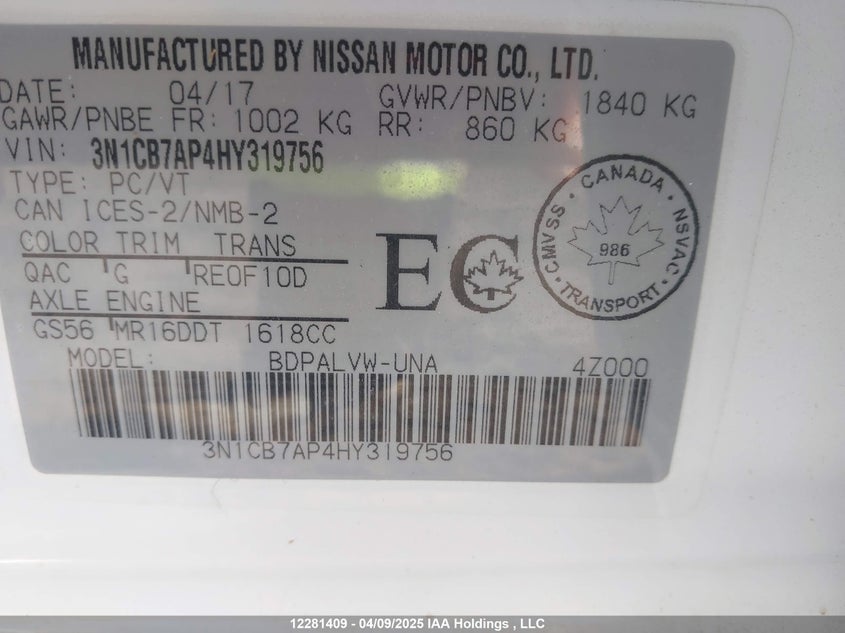 MANUFACTURED BY NISSAN MOTOR CO., LTD.
DATE: 04/17 GVWR/PNBV: 1840 KG
GAWR/PNBE FR: 1002 KG RR: 860 KG
VIN: 3N1CB7AP4HY319756
TYPE: PC/VT
CAN ICES-2/NMB-2
COLOR TRIM TRANS
QAC G RE0F10D
AXLE ENGINE
GS56 MR16DDT 1618CC
EC
CMVSS · CANADA · NSVAC · TRANSPORT ·
986
MODEL: BDPALVW-UNA 4Z000
3N1CB7AP4HY319756
12281409 - 04/09/2025 IAA Holdings , LLC